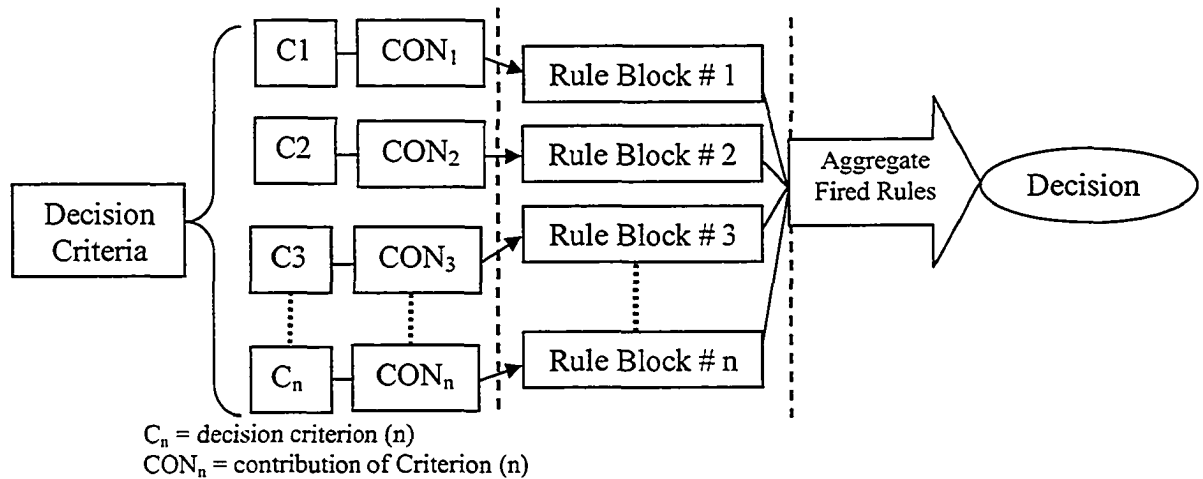 Decision
Criteria
C1
CON₁
Rule Block # 1
C2
CON₂
Rule Block # 2
C3
CON₃
Rule Block # 3
Cₙ
CONₙ
Rule Block # n
Aggregate
Fired Rules
Decision
Cₙ = decision criterion (n)
CONₙ = contribution of Criterion (n)